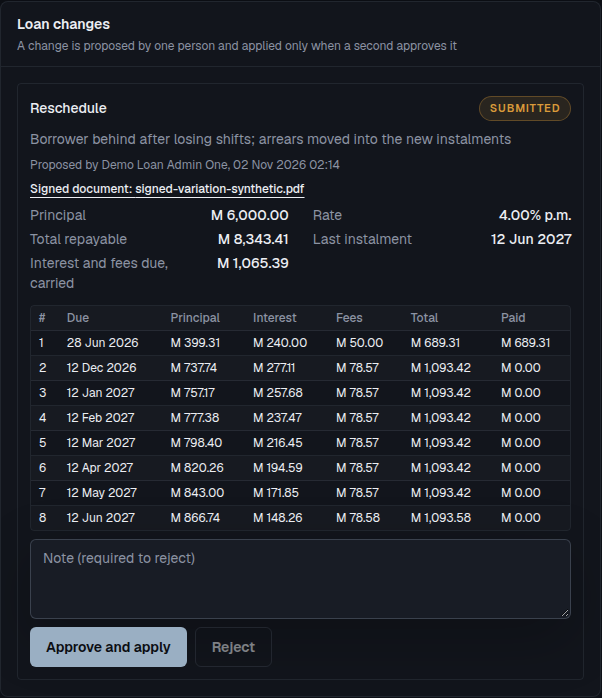 Loan changes
A change is proposed by one person and applied only when a second approves it
Reschedule SUBMITTED
Borrower behind after losing shifts; arrears moved into the new instalments
Proposed by Demo Loan Admin One, 02 Nov 2026 02:14
Signed document: signed-variation-synthetic.pdf
Principal M 6,000.00 Rate 4.00% p.m.
Total repayable M 8,343.41 Last instalment 12 Jun 2027
Interest and fees due, M 1,065.39
carried
# Due Principal Interest Fees Total Paid
1 28 Jun 2026 M 399.31 M 240.00 M 50.00 M 689.31 M 689.31
2 12 Dec 2026 M 737.74 M 277.11 M 78.57 M 1,093.42 M 0.00
3 12 Jan 2027 M 757.17 M 257.68 M 78.57 M 1,093.42 M 0.00
4 12 Feb 2027 M 777.38 M 237.47 M 78.57 M 1,093.42 M 0.00
5 12 Mar 2027 M 798.40 M 216.45 M 78.57 M 1,093.42 M 0.00
6 12 Apr 2027 M 820.26 M 194.59 M 78.57 M 1,093.42 M 0.00
7 12 May 2027 M 843.00 M 171.85 M 78.57 M 1,093.42 M 0.00
8 12 Jun 2027 M 866.74 M 148.26 M 78.58 M 1,093.58 M 0.00
Note (required to reject)
Approve and apply Reject